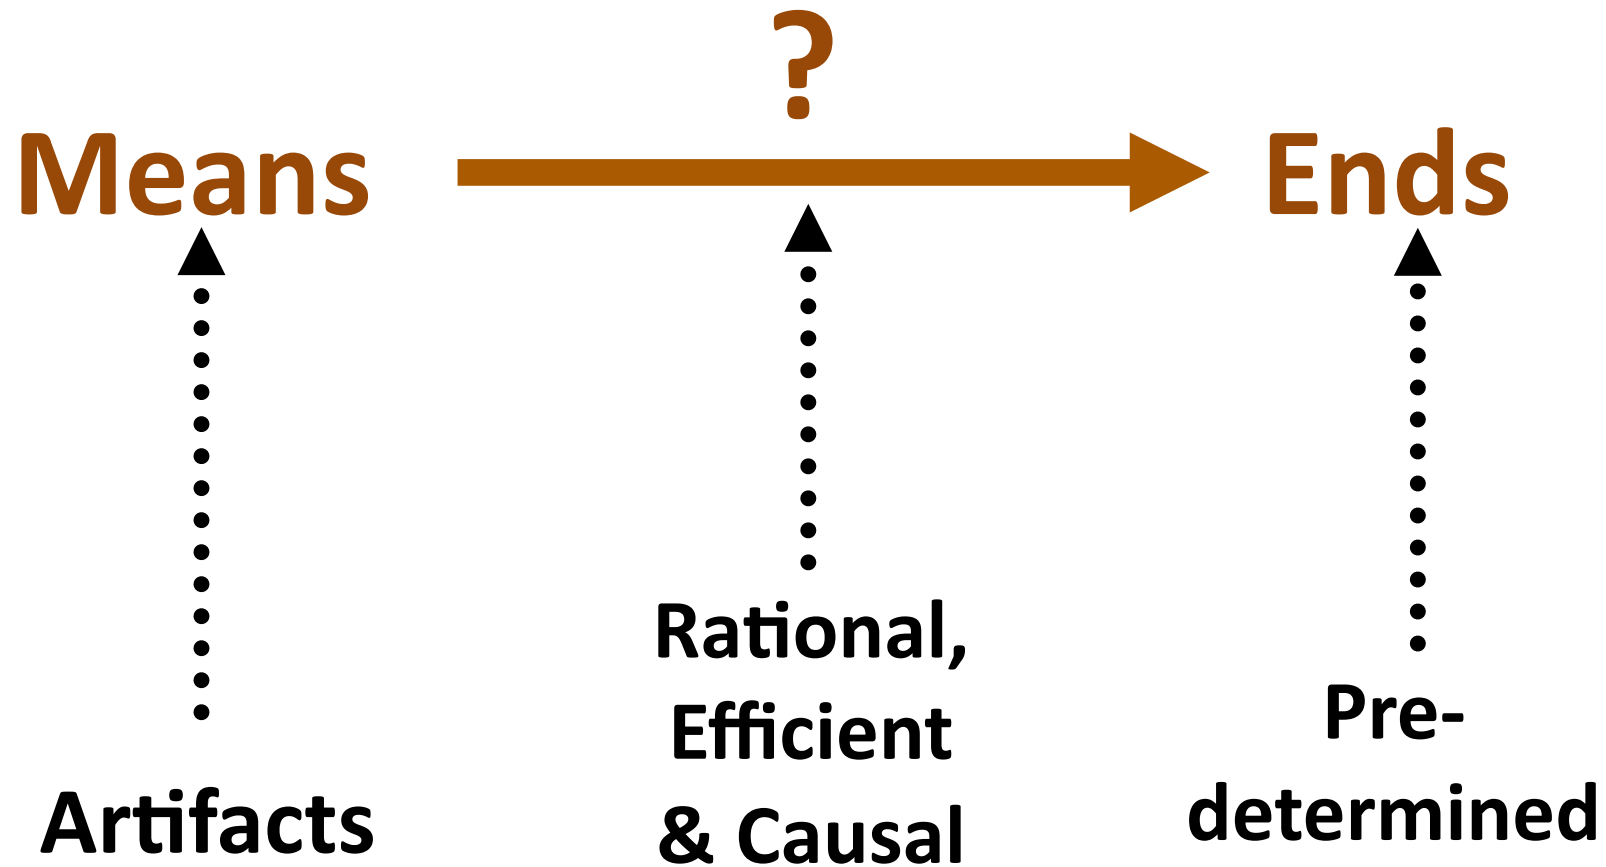 ?
Means
Ends
Artifacts
Rational,
Efficient
& Causal
Pre-
determined